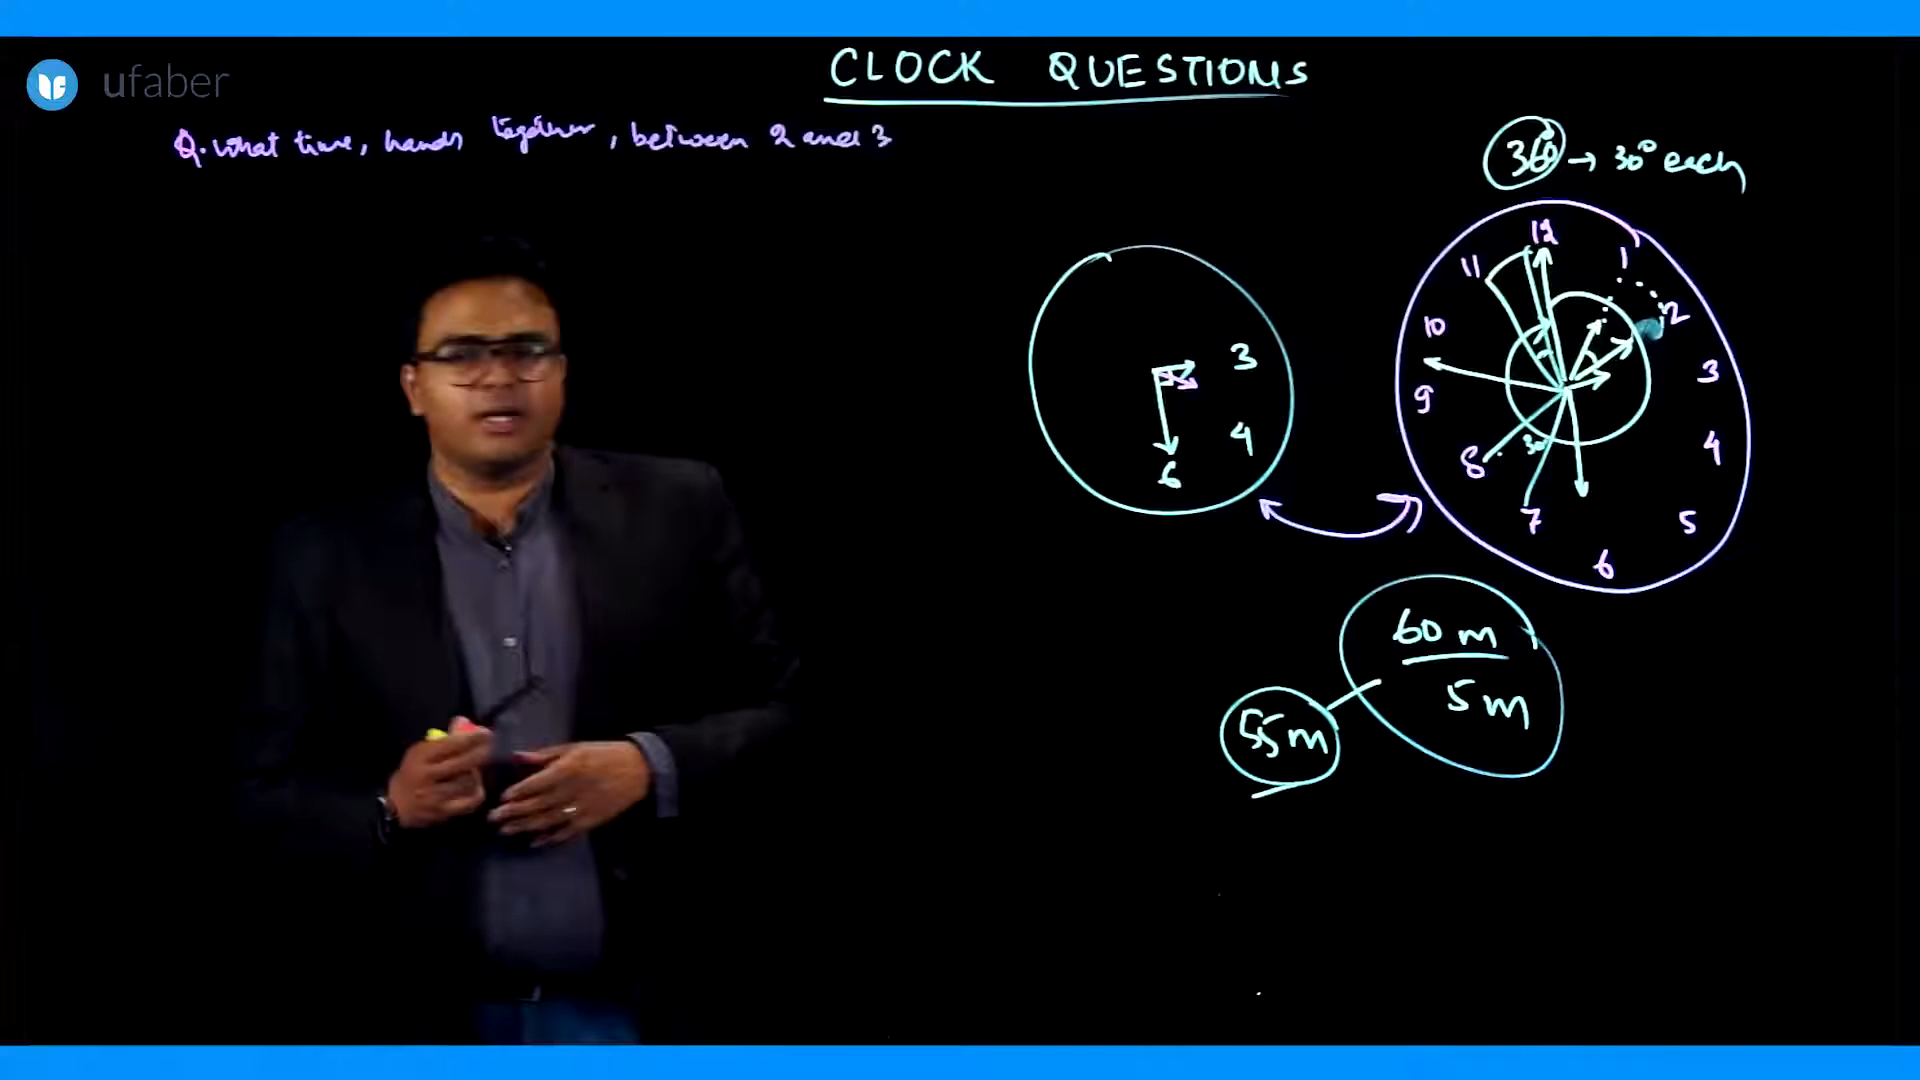 ufaber
CLOCK QUESTIONS
Q. What time, hands together, between 2 and 3
360 → 30° each
12
11
1
10
2
9
3
8
30
4
7
5
6
3
4
6
60 m
5 m
55 m